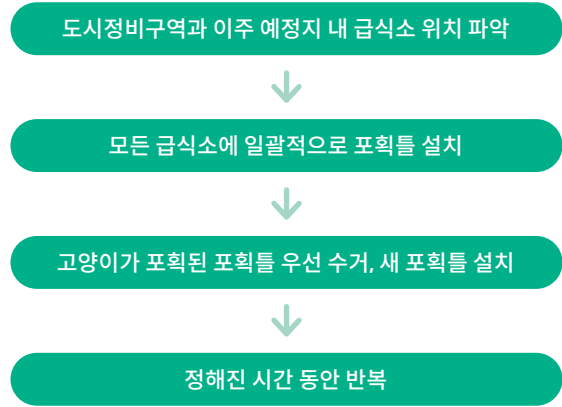 도시정비구역과 이주 예정지 내 급식소 위치 파악
모든 급식소에 일괄적으로 포획틀 설치
고양이가 포획된 포획틀 우선 수거, 새 포획틀 설치
정해진 시간 동안 반복